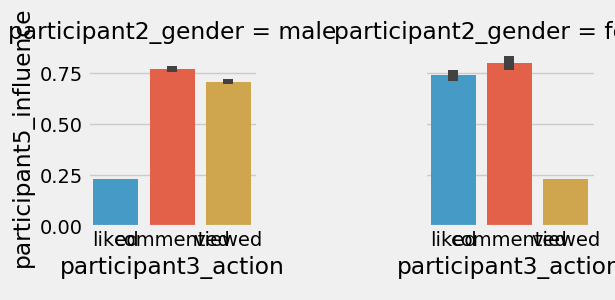 participant2_gender = male
participant2_gender = fe
participant5_influence
0.75
0.50
0.25
0.00
liked
commented
viewed
liked
commented
viewed
participant3_action
participant3_action